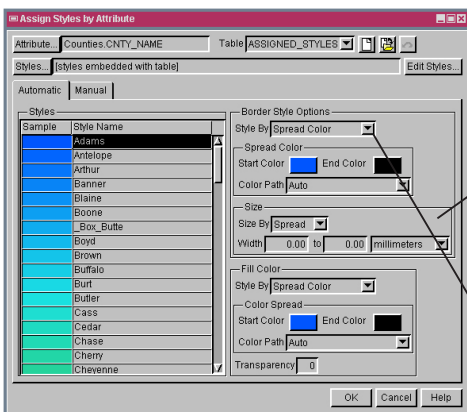 Assign Styles by Attribute
Attribute... Counties.CNTY_NAME Table ASSIGNED_STYLES
Styles... [styles embedded with table] Edit Styles...
Automatic Manual
Styles
Sample Style Name
Adams
Antelope
Arthur
Banner
Blaine
Boone
_Box_Butte
Boyd
Brown
Buffalo
Burt
Butler
Cass
Cedar
Chase
Cherry
Cheyenne
Border Style Options
Style By Spread Color
Spread Color
Start Color End Color
Color Path Auto
Size
Size By Spread
Width 0.00 to 0.00 millimeters
Fill Color
Style By Spread Color
Color Spread
Start Color End Color
Color Path Auto
Transparency 0
OK Cancel Help